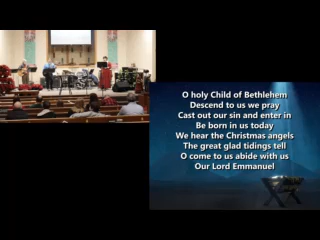 O holy Child of Bethlehem
Descend to us we pray
Cast out our sin and enter in
Be born in us today
We hear the Christmas angels
The great glad tidings tell
O come to us abide with us
Our Lord Emmanuel